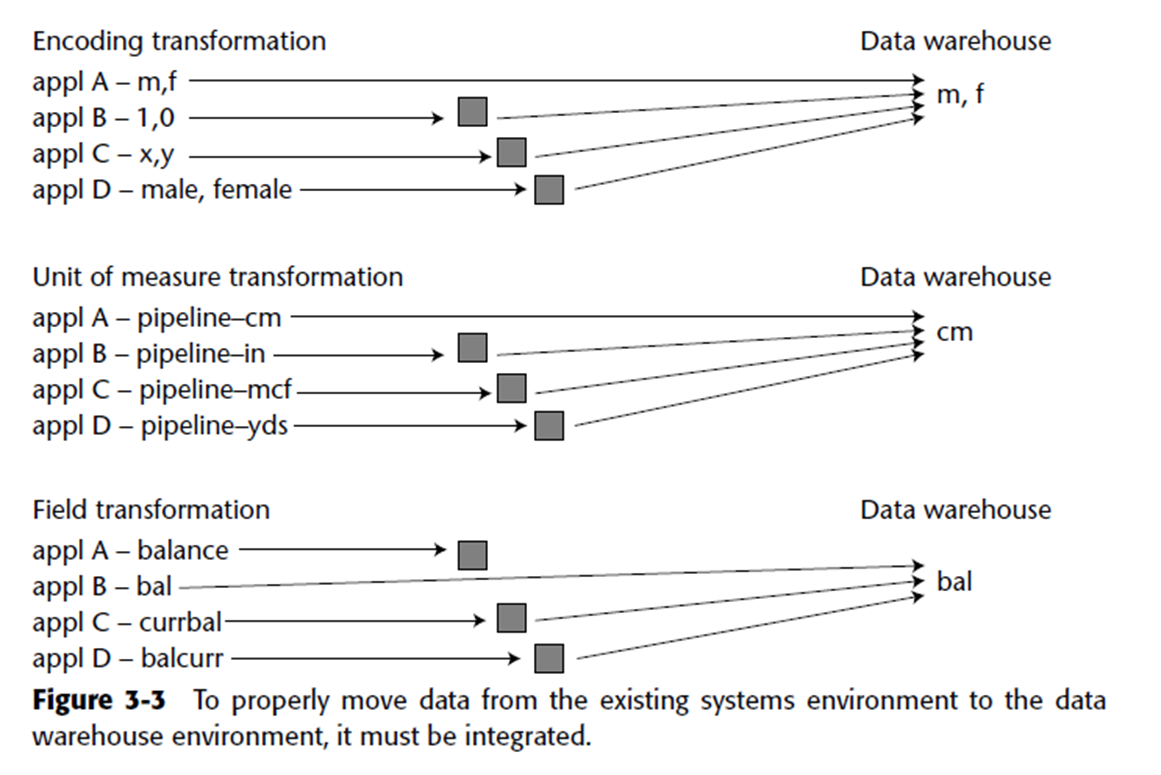 Encoding transformation Data warehouse
appl A – m,f
m, f
appl B – 1,0
appl C – x,y
appl D – male, female
Unit of measure transformation Data warehouse
appl A – pipeline–cm
cm
appl B – pipeline–in
appl C – pipeline–mcf
appl D – pipeline–yds
Field transformation Data warehouse
appl A – balance
appl B – bal
bal
appl C – currbal
appl D – balcurr
Figure 3-3 To properly move data from the existing systems environment to the data
warehouse environment, it must be integrated.